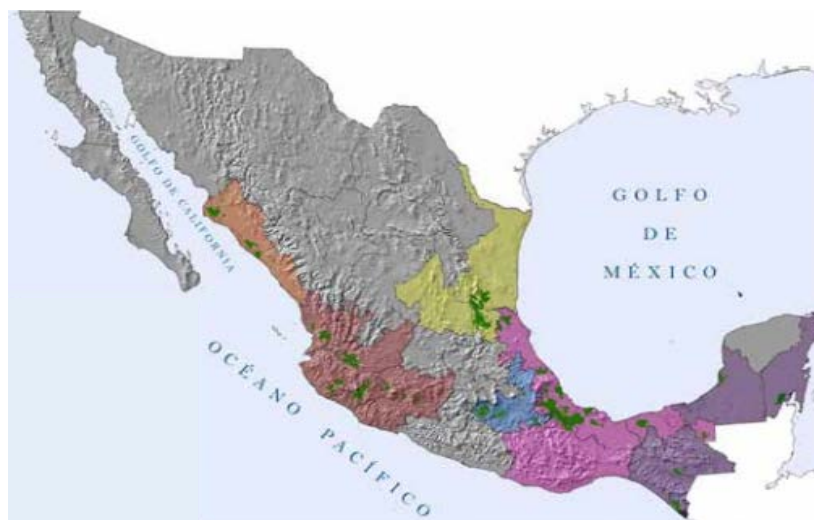 GOLFO DE CALIFORNIA
GOLFO
DE
MÉXICO
OCÉANO PACÍFICO